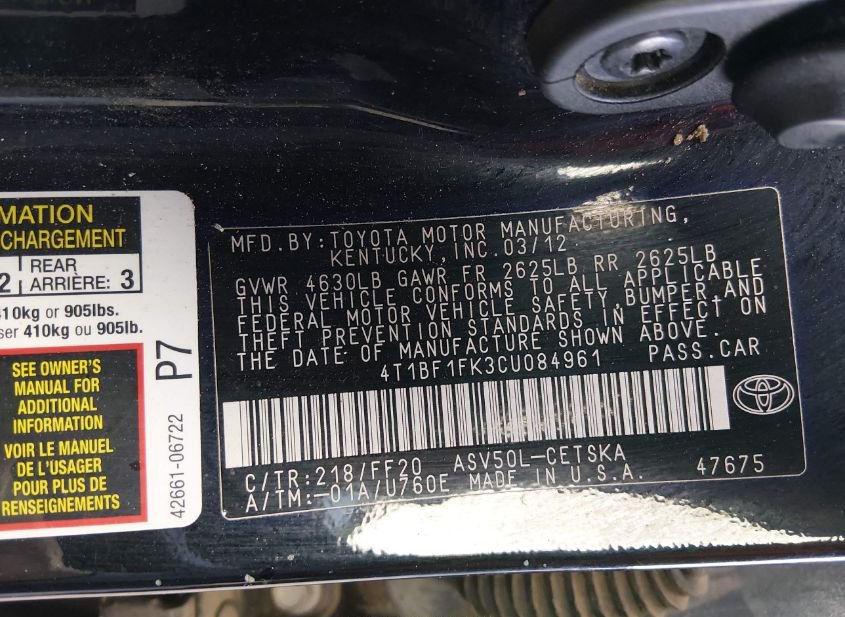 MATION
CHARGEMENT
2 REAR
ARRIÈRE: 3
410kg or 905lbs.
ser 410kg ou 905lb.
SEE OWNER'S
MANUAL FOR
ADDITIONAL
INFORMATION
VOIR LE MANUEL
DE L'USAGER
POUR PLUS DE
RENSEIGNEMENTS
P7
42661-06722
MFD.BY:TOYOTA MOTOR MANUFACTURING,
KENTUCKY,INC.03/12
GVWR 4630LB GAWR FR 2625LB RR 2625LB
THIS VEHICLE CONFORMS TO ALL APPLICABLE
FEDERAL MOTOR VEHICLE SAFETY,BUMPER,AND
THEFT PREVENTION STANDARDS IN EFFECT ON
THE DATE OF MANUFACTURE SHOWN ABOVE.
4T1BF1FK3CU084961 PASS.CAR
C/TR:218/FF20 ASV50L-CETSKA
A/TM:-01A/U760E MADE IN U.S.A. 47675